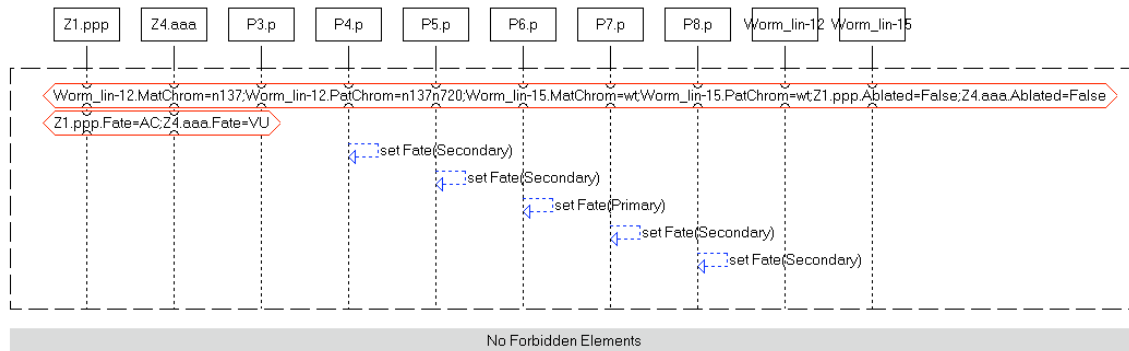 Z1.ppp Z4.aaa P3.p P4.p P5.p P6.p P7.p P8.p Worm_lin-12 Worm_lin-15
Worm_lin-12.MatChrom=n137;Worm_lin-12.PatChrom=n137n720;Worm_lin-15.MatChrom=wt;Worm_lin-15.PatChrom=wt;Z1.ppp.Ablated=False;Z4.aaa.Ablated=False
Z1.ppp.Fate=AC;Z4.aaa.Fate=VU
set Fate(Secondary)
set Fate(Secondary)
set Fate(Primary)
set Fate(Secondary)
set Fate(Secondary)
No Forbidden Elements